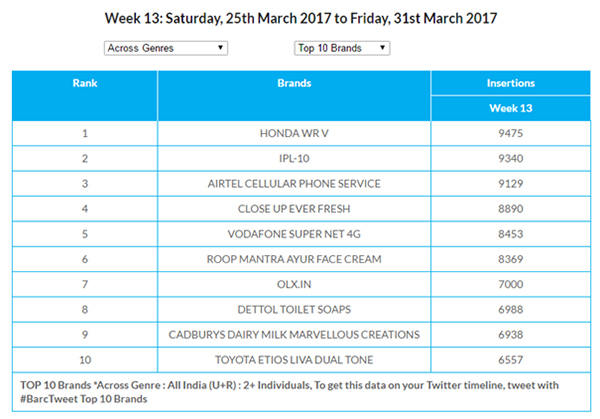 Week 13: Saturday, 25th March 2017 to Friday, 31st March 2017
Across Genres Top 10 Brands
Rank Brands Insertions
Week 13
1 HONDA WR V 9475
2 IPL-10 9340
3 AIRTEL CELLULAR PHONE SERVICE 9129
4 CLOSE UP EVER FRESH 8890
5 VODAFONE SUPER NET 4G 8453
6 ROOP MANTRA AYUR FACE CREAM 8369
7 OLX.IN 7000
8 DETTOL TOILET SOAPS 6988
9 CADBURYS DAIRY MILK MARVELLOUS CREATIONS 6938
10 TOYOTA ETIOS LIVA DUAL TONE 6557
TOP 10 Brands *Across Genre : All India (U+R) : 2+ Individuals, To get this data on your Twitter timeline, tweet with
#BarcTweet Top 10 Brands